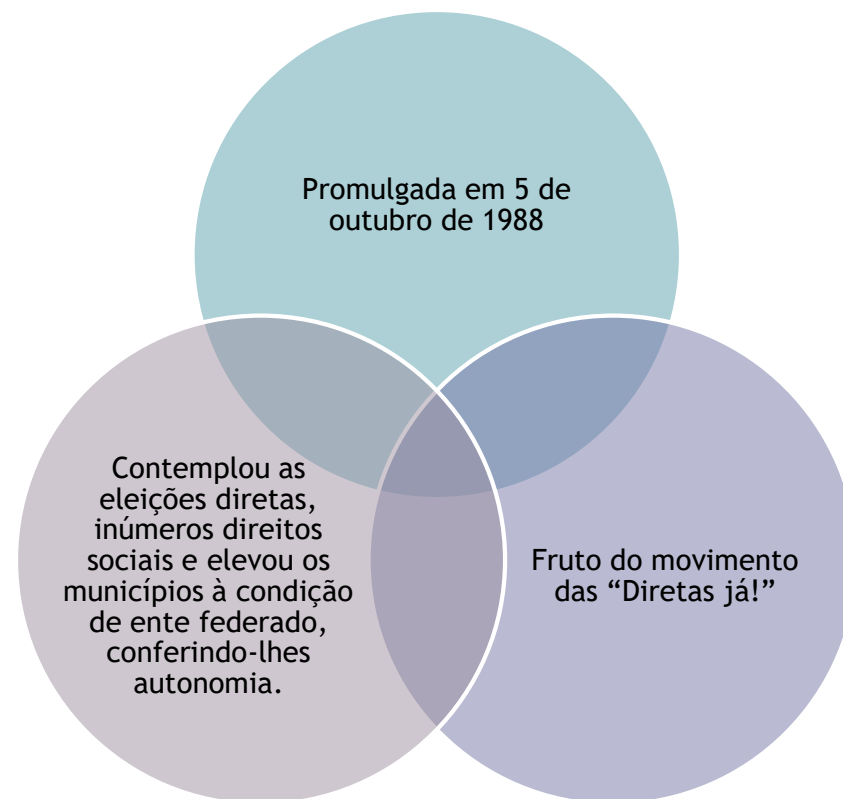 Promulgada em 5 de
outubro de 1988
Contemplou as
eleições diretas,
inúmeros direitos
sociais e elevou os
municípios à condição
de ente federado,
conferindo-lhes
autonomia.
Fruto do movimento
das “Diretas já!”